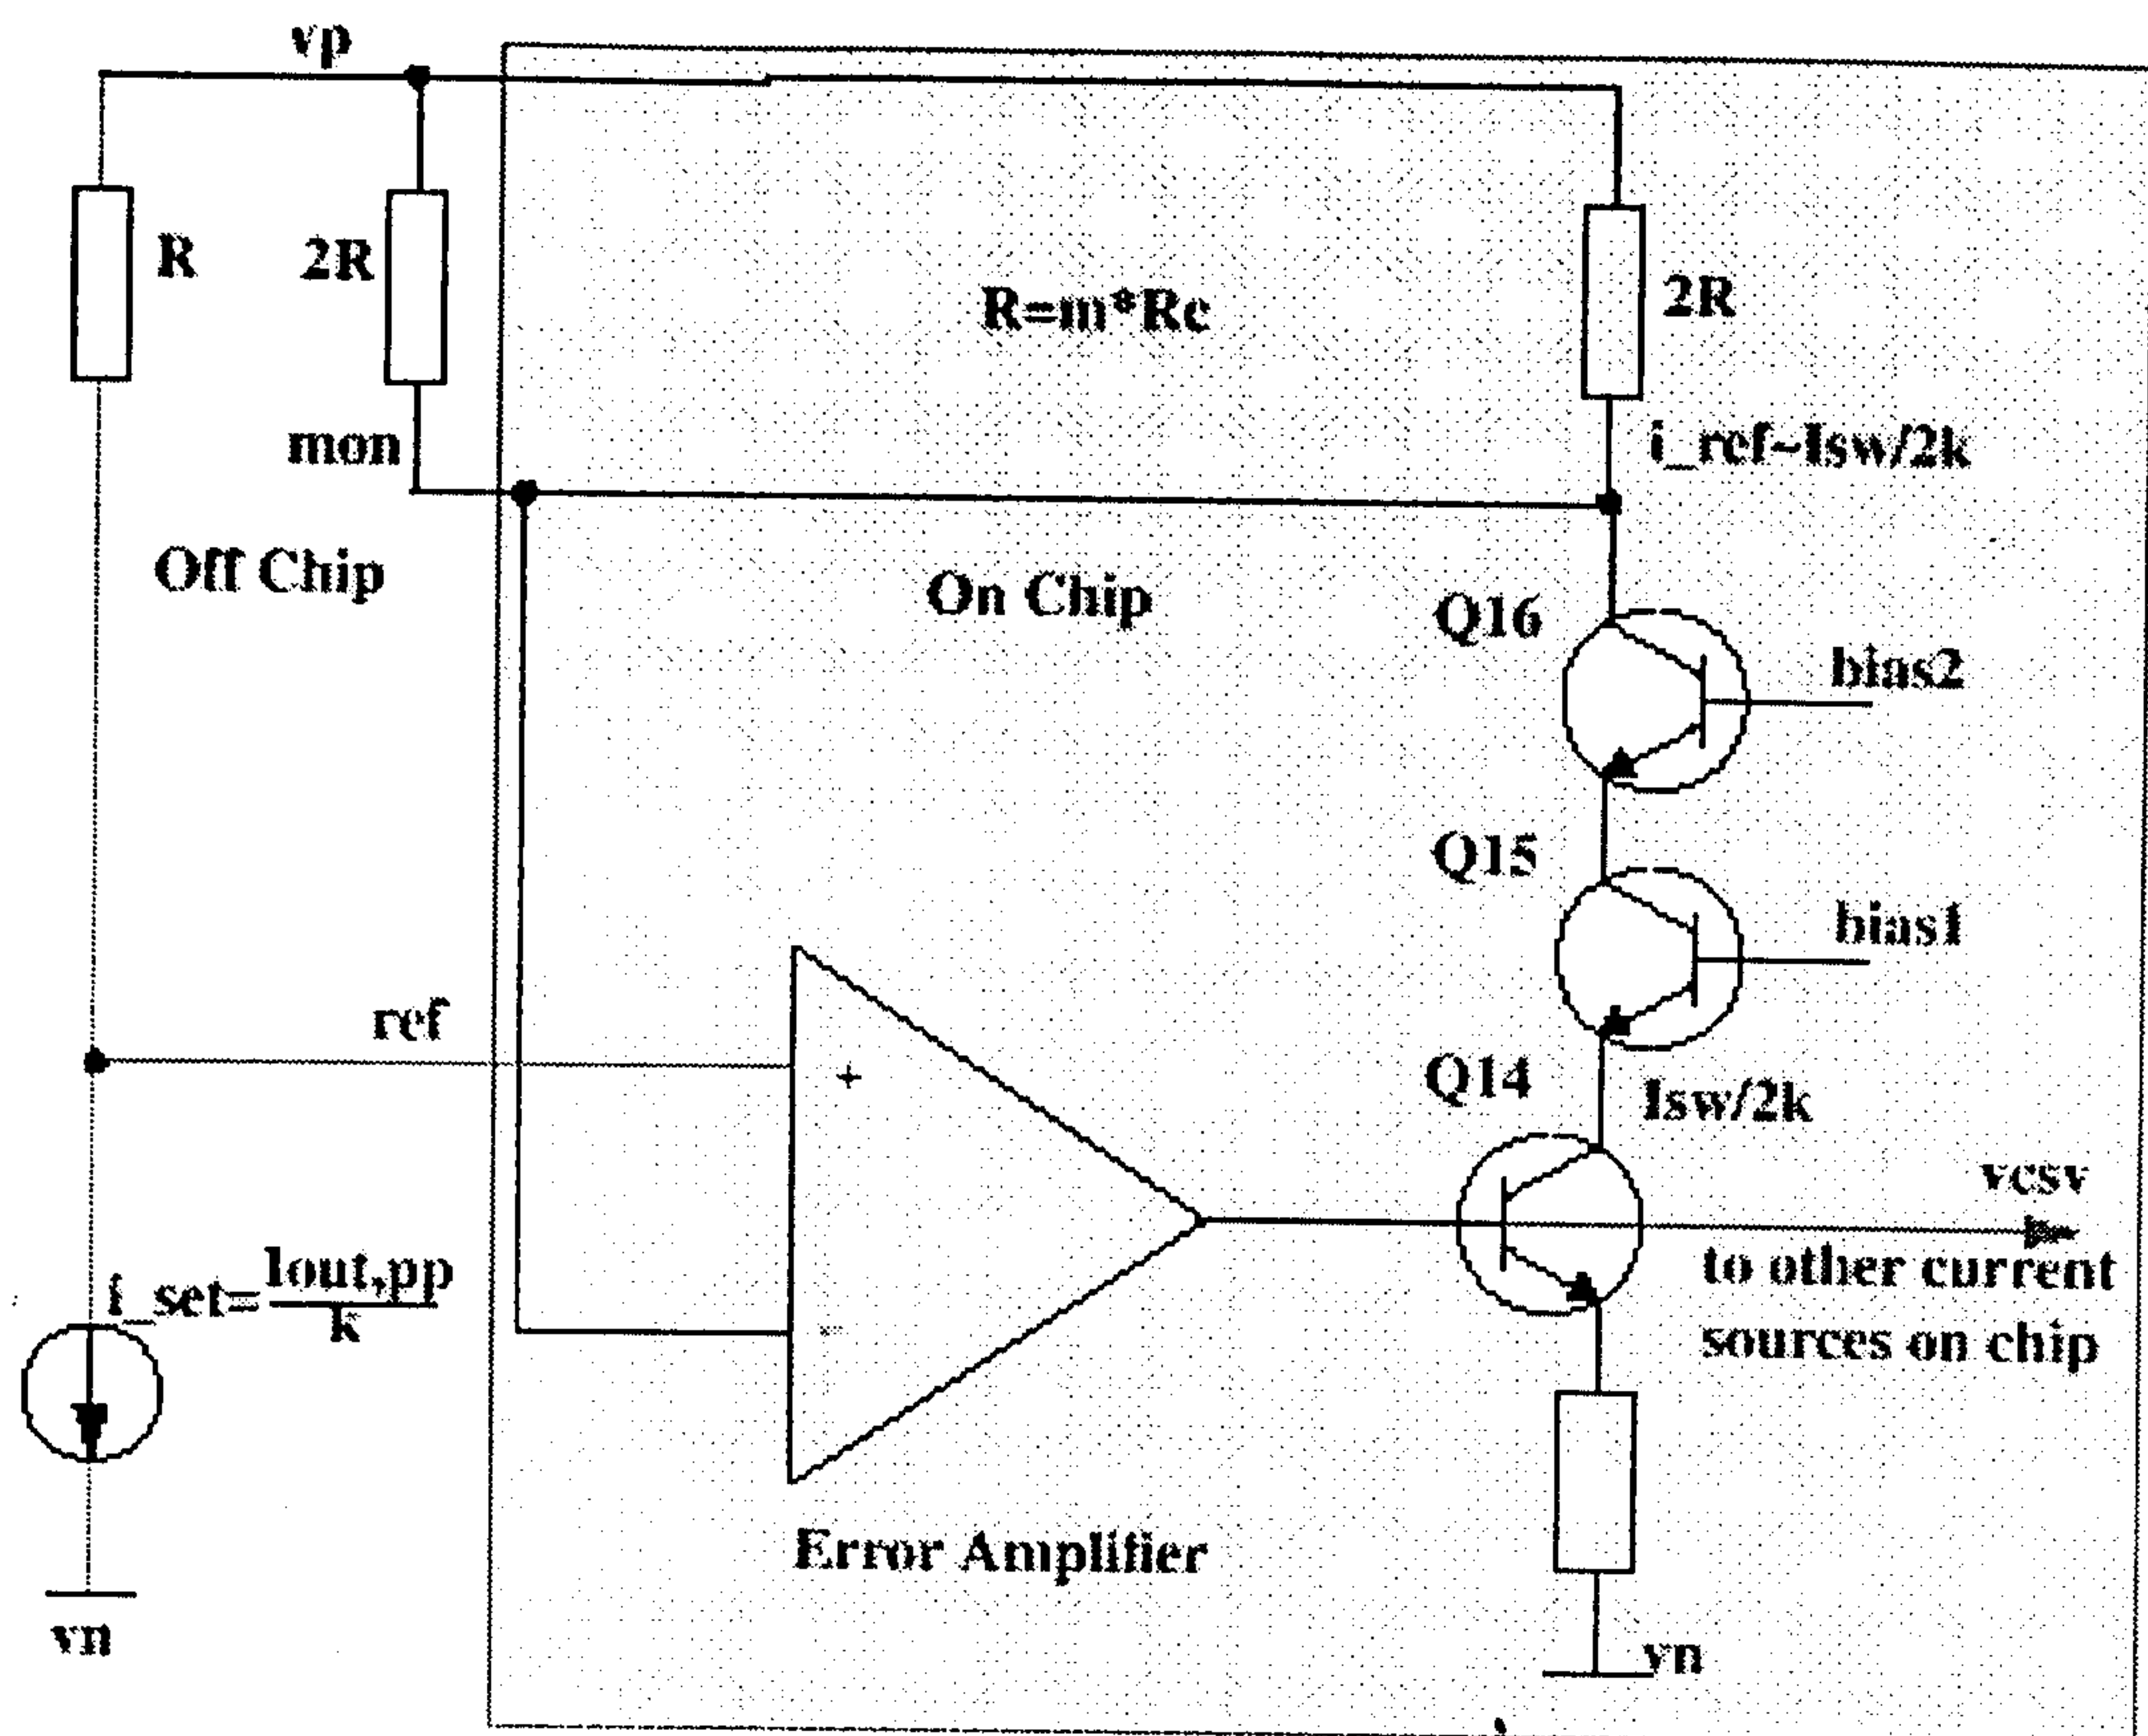 vp
R
2R
R=m*Rc
2R
mon
i_ref~Isw/2k
Off Chip
On Chip
Q16
bias2
Q15
bias1
ref
+
Q14
Isw/2k
vcsv
i_set=Iout,pp
k
to other current
sources on chip
-
Error Amplifier
vn
vn